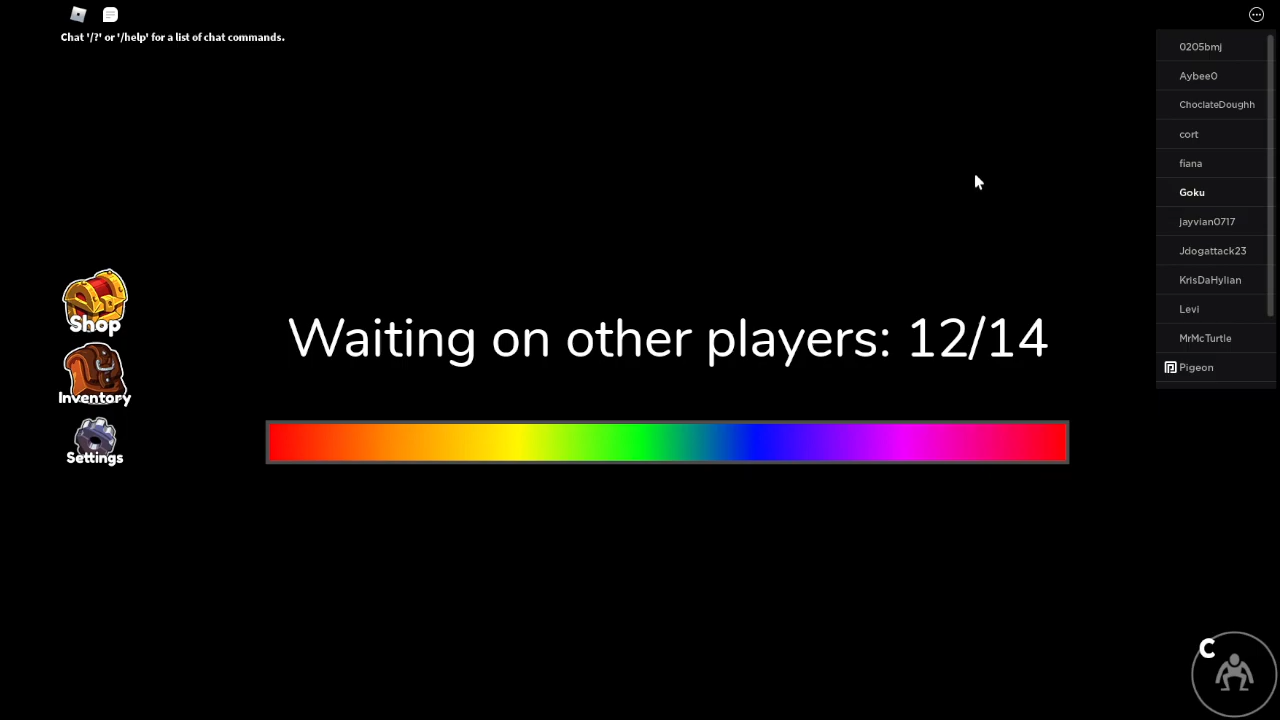 Chat '/?' or '/help' for a list of chat commands.
0205bmj
Aybee0
ChoclateDoughh
cort
fiana
Goku
jayvian0717
Jdogattack23
KrisDaHylian
Levi
MrMcTurtle
Pigeon
Shop
Inventory
Settings
Waiting on other players: 12/14
C